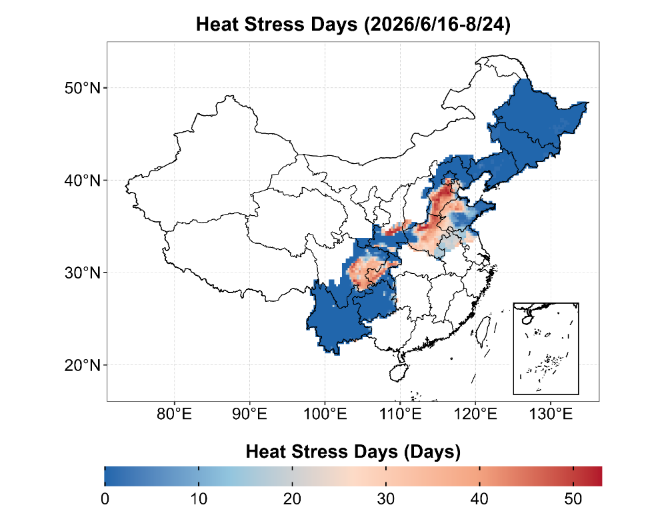 Heat Stress Days (2026/6/16-8/24)
50°N
40°N
30°N
20°N
80°E 90°E 100°E 110°E 120°E 130°E
Heat Stress Days (Days)
0 10 20 30 40 50